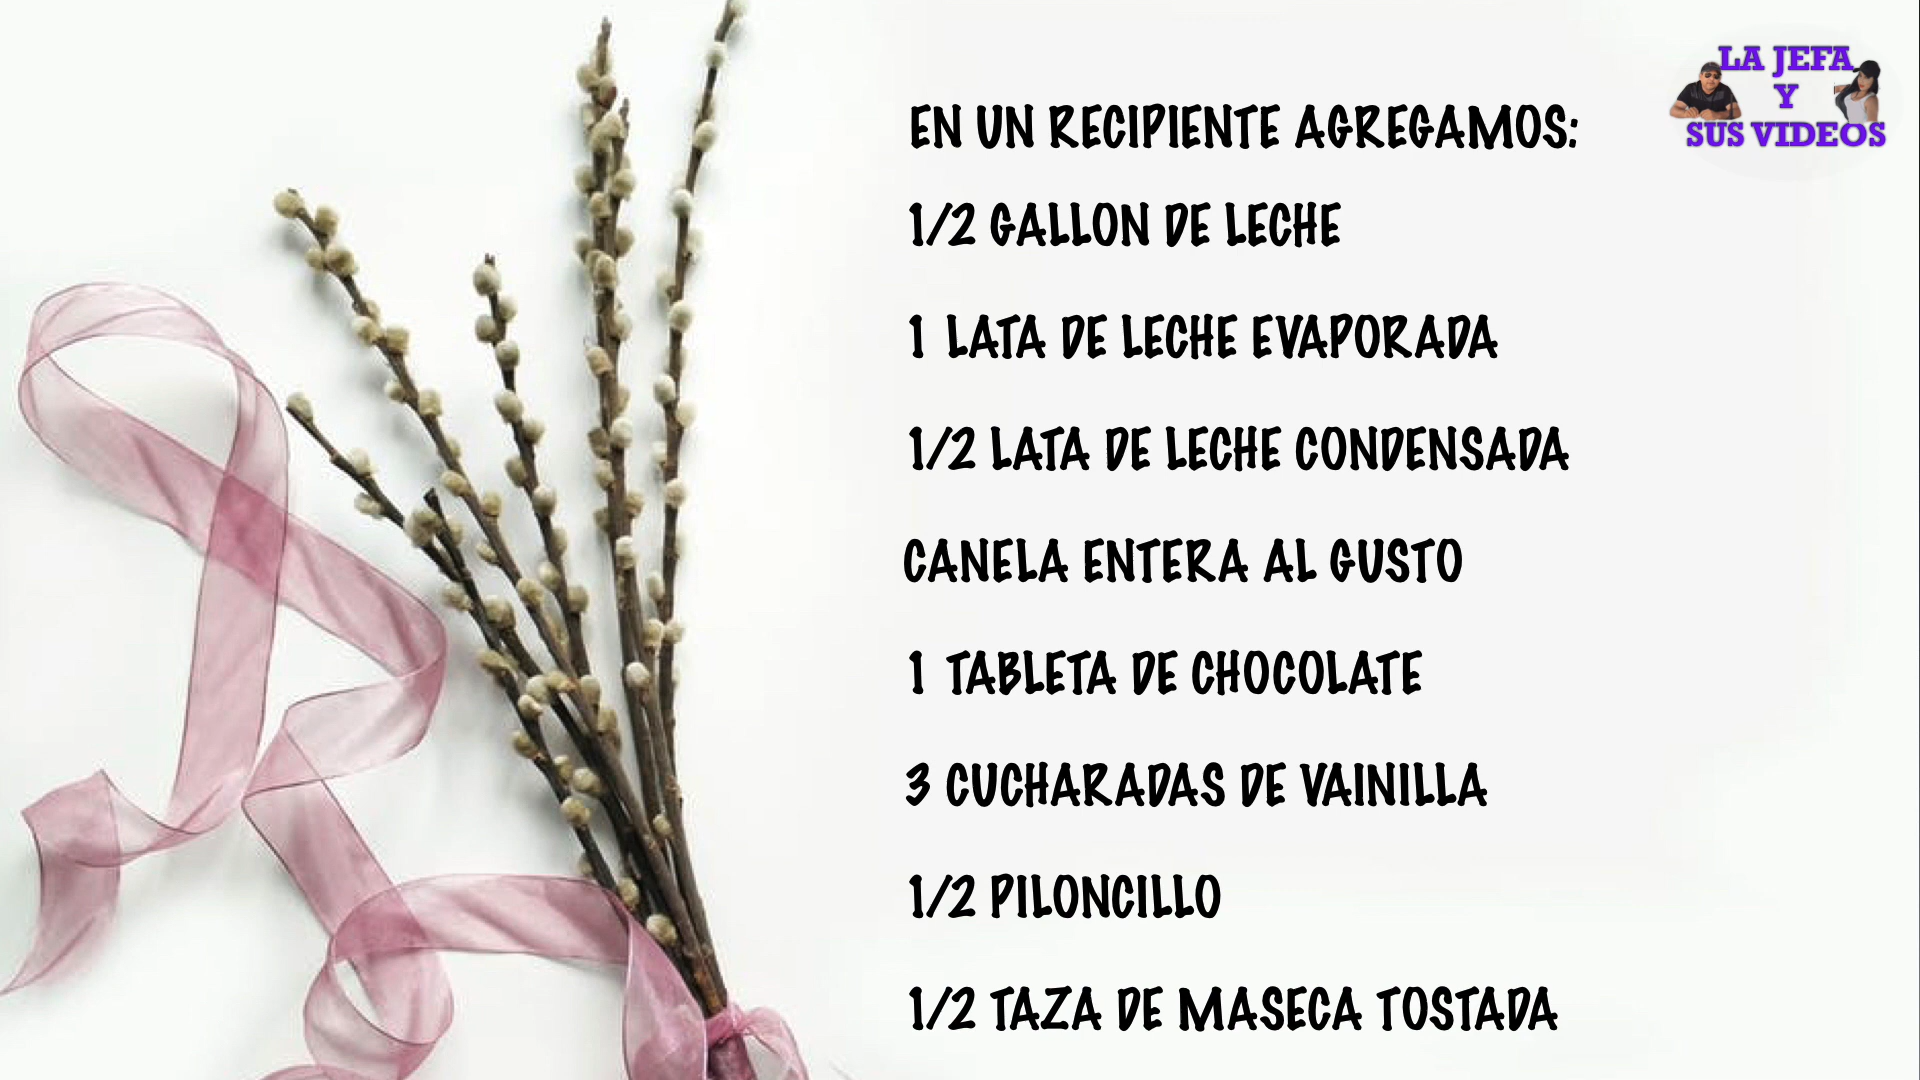 LA JEFA
Y
SUS VIDEOS
EN UN RECIPIENTE AGREGAMOS:
1/2 GALLON DE LECHE
1 LATA DE LECHE EVAPORADA
1/2 LATA DE LECHE CONDENSADA
CANELA ENTERA AL GUSTO
1 TABLETA DE CHOCOLATE
3 CUCHARADAS DE VAINILLA
1/2 PILONCILLO
1/2 TAZA DE MASECA TOSTADA